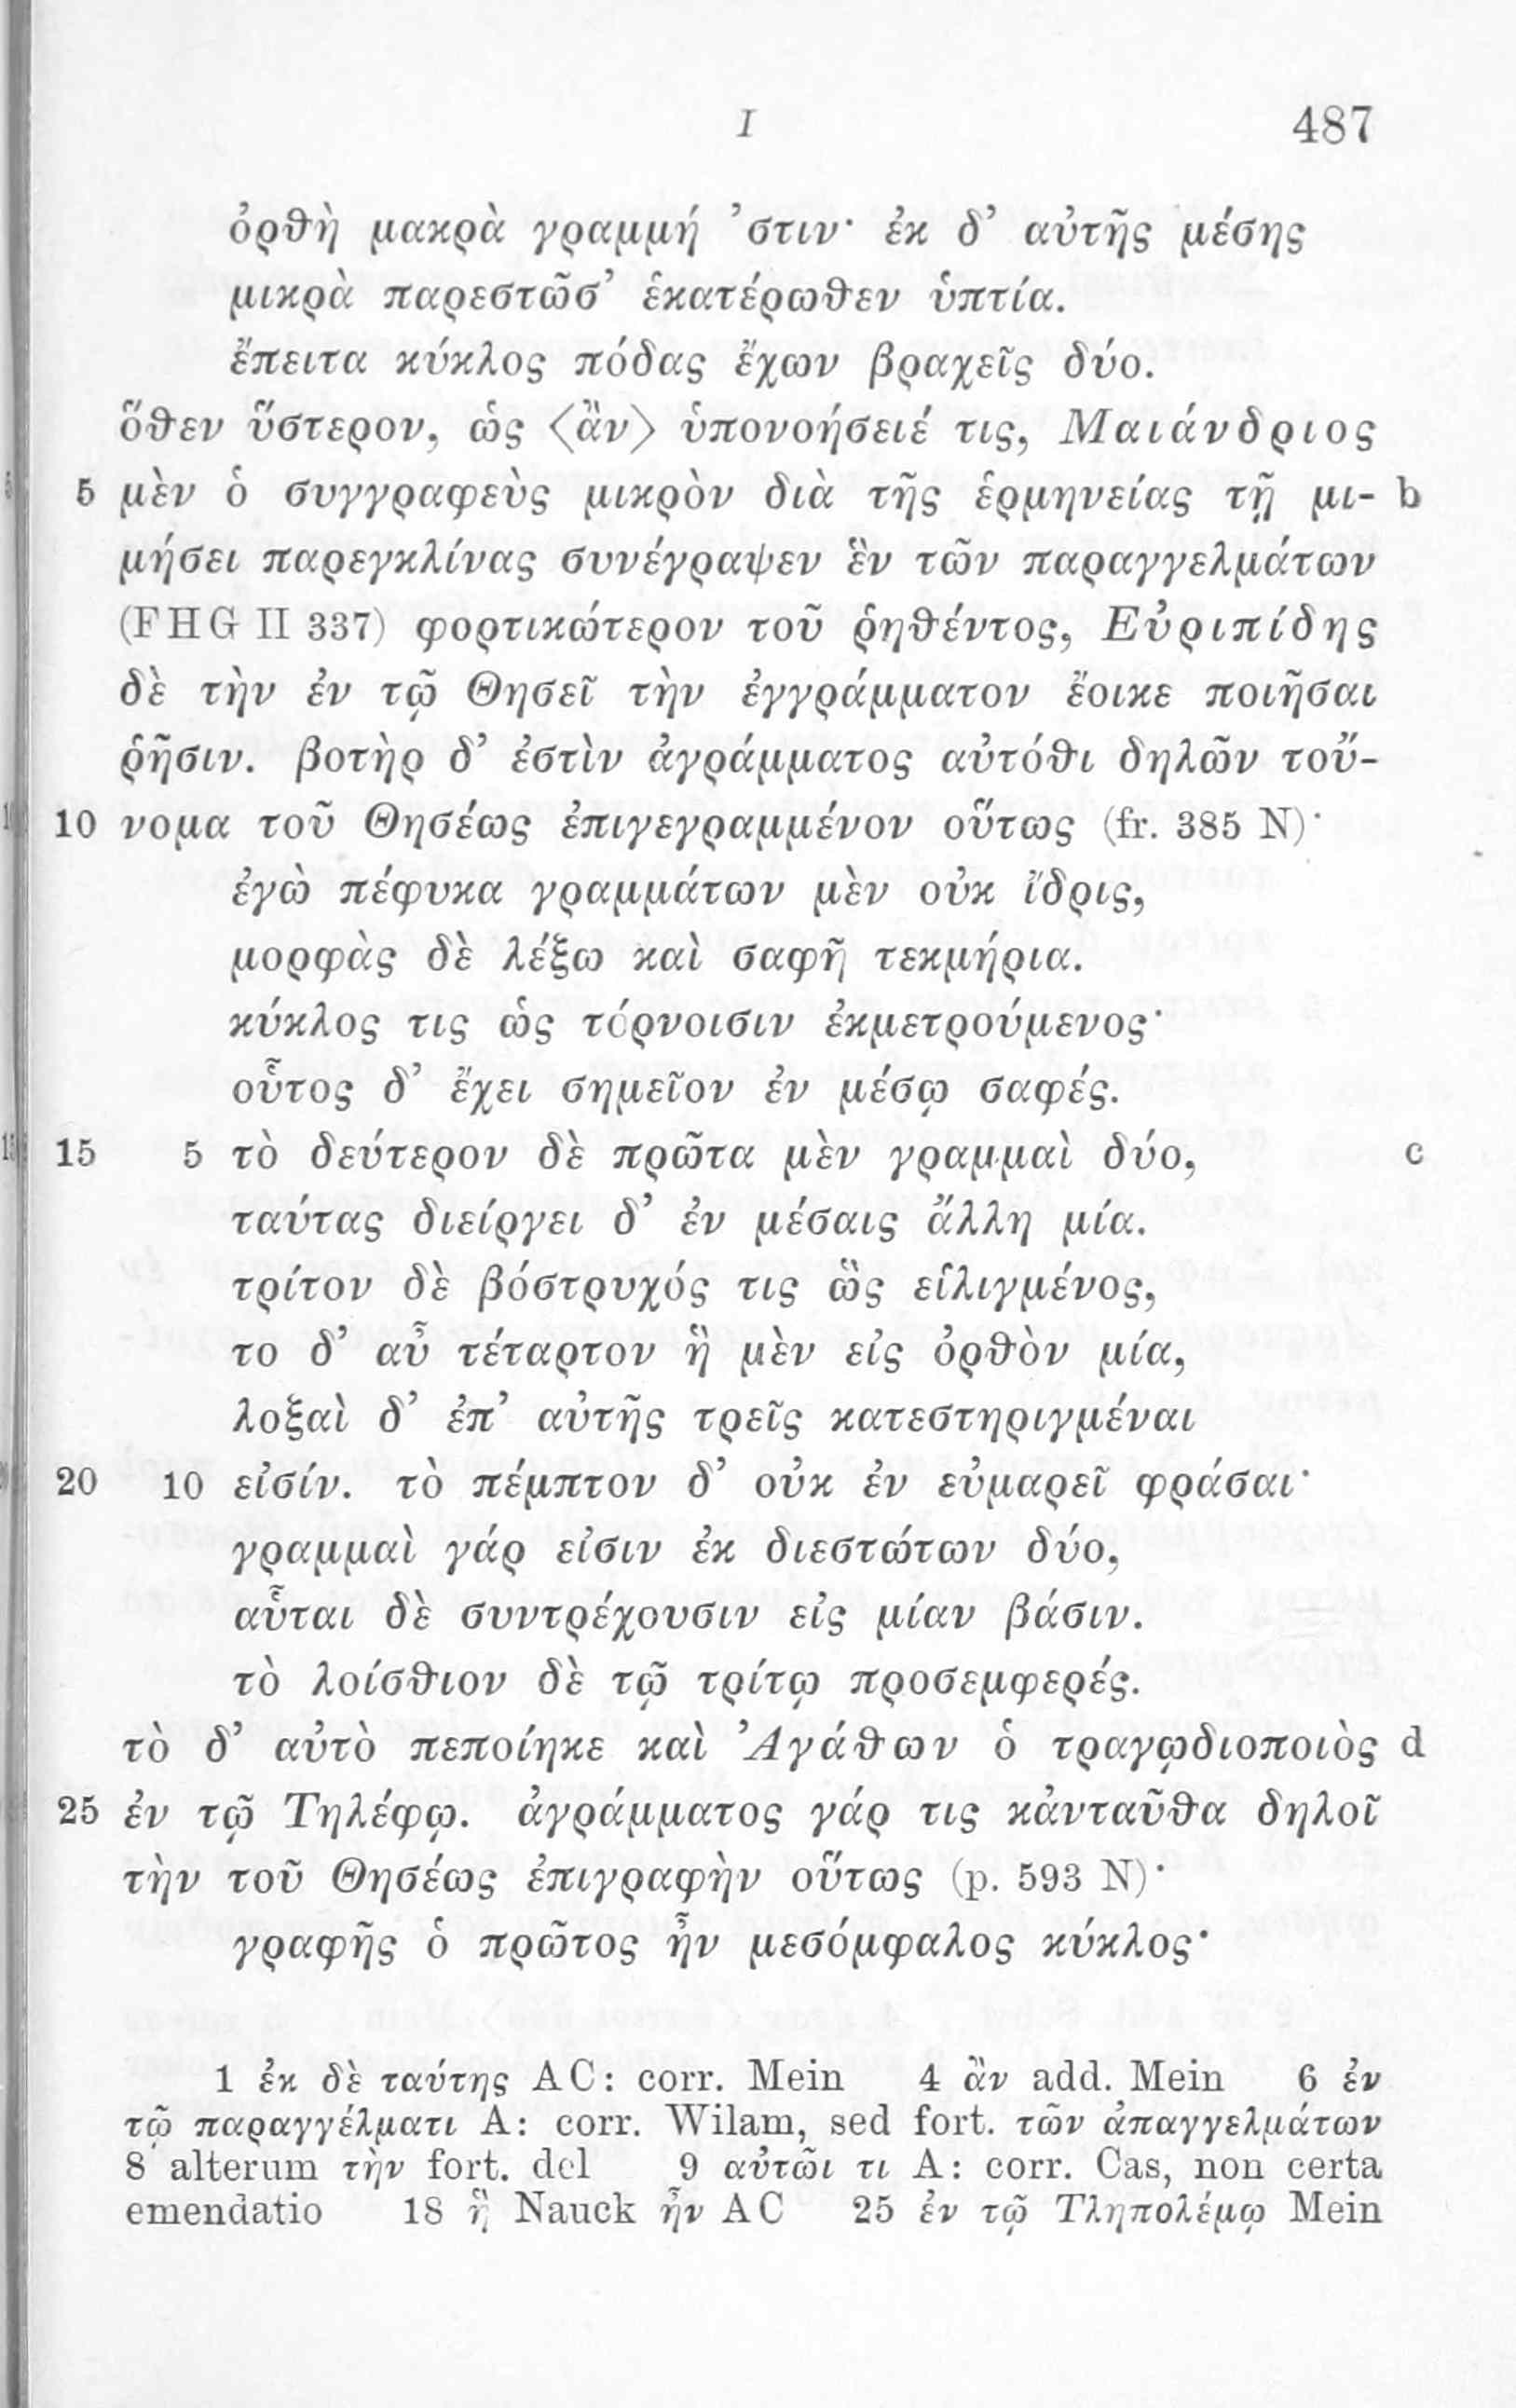 I 487
ὀρθὴ μακρὰ γραμμή ’στιν· ἐκ δ’ αὐτῆς μέσης
μικρὰ παρεστῶσ’ ἑκατέρωθεν ὑπτία.
ἔπειτα κύκλος πόδας ἔχων βραχεῖς δύο.
ὅθεν ὕστερον, ὡς <ἂν> ὑπονοήσειέ τις, Μαιάνδριος
5 μὲν ὁ συγγραφεὺς μικρὸν διὰ τῆς ἑρμηνείας τῇ μι- b
μήσει παρεγκλίνας συνέγραψεν ἓν τῶν παραγγελμάτων
(FHG II 337) φορτικώτερον τοῦ ῥηθέντος, Εὐριπίδης
δὲ τὴν ἐν τῷ Θησεῖ τὴν ἐγγράμματον ἔοικε ποιῆσαι
ῥῆσιν. βοτὴρ δ’ ἐστὶν ἀγράμματος αὐτόθι δηλῶν τοὔ-
10 νομα τοῦ Θησέως ἐπιγεγραμμένον οὕτως (fr. 385 N)·
ἐγὼ πέφυκα γραμμάτων μὲν οὐκ ἴδρις,
μορφὰς δὲ λέξω καὶ σαφῆ τεκμήρια.
κύκλος τις ὡς τόρνοισιν ἐκμετρούμενος·
οὗτος δ’ ἔχει σημεῖον ἐν μέσῳ σαφές.
15 5 τὸ δεύτερον δὲ πρῶτα μὲν γραμμαὶ δύο, c
ταύτας διείργει δ’ ἐν μέσαις ἄλλη μία.
τρίτον δὲ βόστρυχός τις ὣς εἱλιγμένος,
το δ’ αὖ τέταρτον ἣ μὲν εἰς ὀρθὸν μία,
λοξαὶ δ’ ἐπ’ αὐτῆς τρεῖς κατεστηριγμέναι
20 10 εἰσίν. τὸ πέμπτον δ’ οὐκ ἐν εὐμαρεῖ φράσαι·
γραμμαὶ γάρ εἰσιν ἐκ διεστώτων δύο,
αὗται δὲ συντρέχουσιν εἰς μίαν βάσιν.
τὸ λοίσθιον δὲ τῷ τρίτῳ προσεμφερές.
τὸ δ’ αὐτὸ πεποίηκε καὶ Ἀγάθων ὁ τραγῳδιοποιὸς d
25 ἐν τῷ Τηλέφῳ. ἀγράμματος γάρ τις κἀνταῦθα δηλοῖ
τὴν τοῦ Θησέως ἐπιγραφὴν οὕτως (p. 593 N)·
γραφῆς ὁ πρῶτος ἦν μεσόμφαλος κύκλος·
1 ἐκ δὲ ταύτης AC: corr. Mein 4 ἂν add. Mein 6 ἐν
τῷ παραγγέλματι A: corr. Wilam, sed fort. τῶν ἀπαγγελμάτων
8 alterum τὴν fort. del 9 αὐτῶι τι A: corr. Cas, non certa
emendatio 18 ἣ Nauck ἦν AC 25 ἐν τῷ Τληπολέμῳ Mein